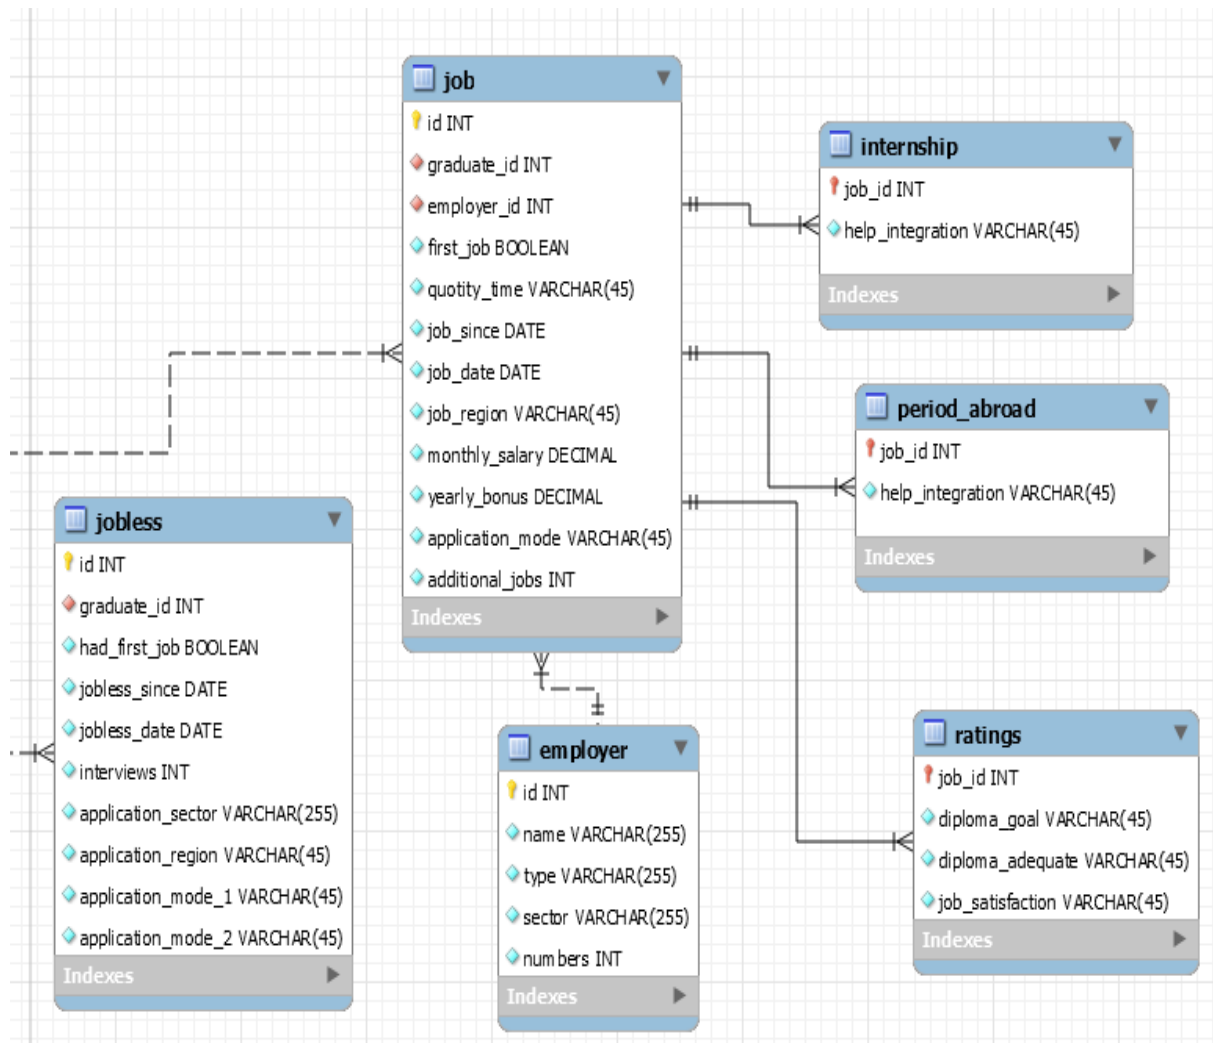 job
id INT
graduate_id INT
employer_id INT
first_job BOOLEAN
quotity_time VARCHAR(45)
job_since DATE
job_date DATE
job_region VARCHAR(45)
monthly_salary DECIMAL
yearly_bonus DECIMAL
application_mode VARCHAR(45)
additional_jobs INT
Indexes
internship
job_id INT
help_integration VARCHAR(45)
Indexes
period_abroad
job_id INT
help_integration VARCHAR(45)
Indexes
jobless
id INT
graduate_id INT
had_first_job BOOLEAN
jobless_since DATE
jobless_date DATE
interviews INT
application_sector VARCHAR(255)
application_region VARCHAR(45)
application_mode_1 VARCHAR(45)
application_mode_2 VARCHAR(45)
Indexes
employer
id INT
name VARCHAR(255)
type VARCHAR(255)
sector VARCHAR(255)
numbers INT
Indexes
ratings
job_id INT
diploma_goal VARCHAR(45)
diploma_adequate VARCHAR(45)
job_satisfaction VARCHAR(45)
Indexes